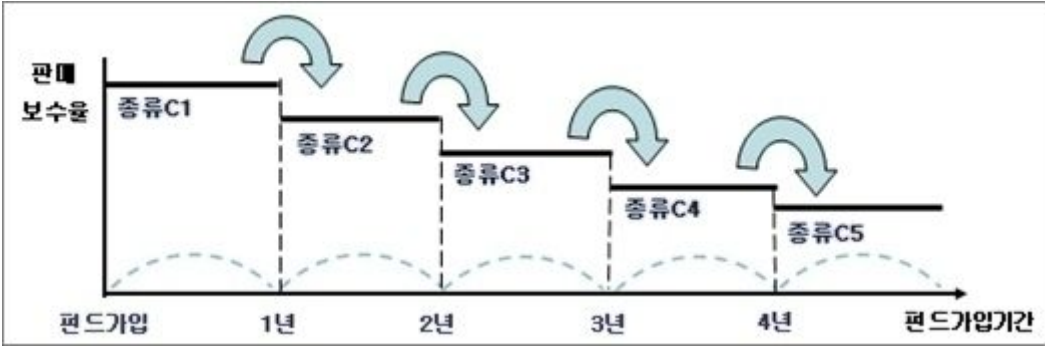 판매
보수율
종류C1
종류C2
종류C3
종류C4
종류C5
펀드가입
1년
2년
3년
4년
펀드가입기간